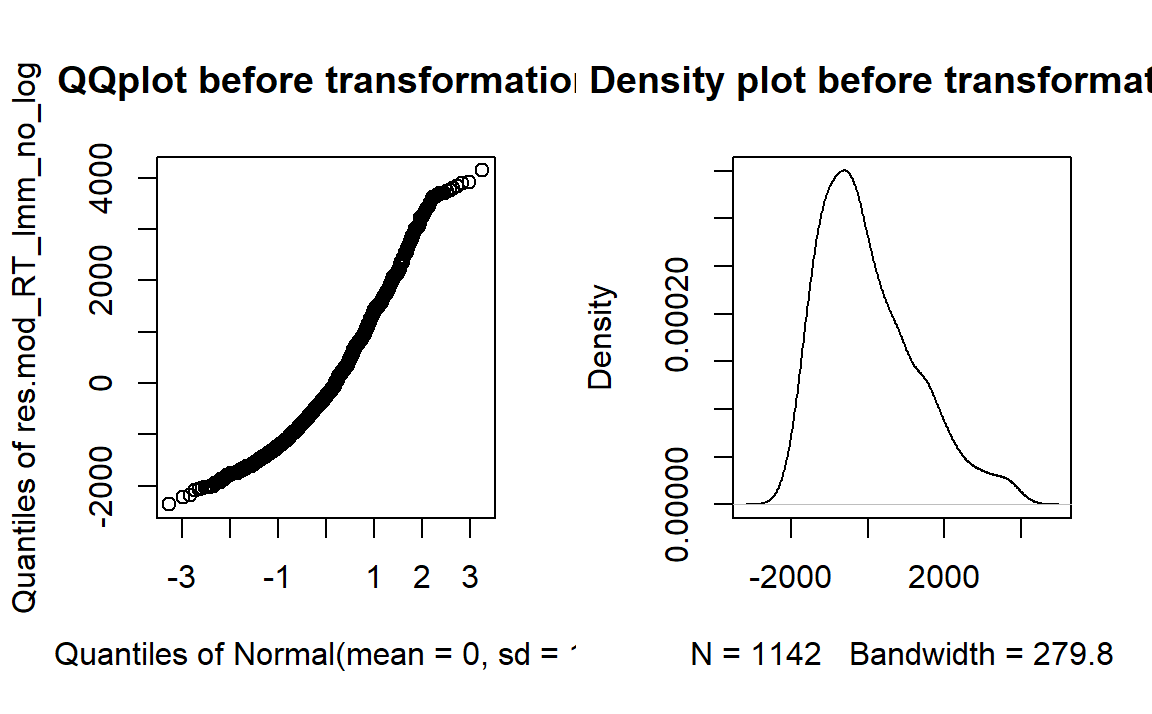 QQplot before transformation
Quantiles of res.mod_RT_lmm_no_log
4000
2000
0
-2000
-3
-1
1
2
3
Quantiles of Normal(mean = 0, sd = 1
Density plot before transformat
Density
0.00020
0.00000
-2000
2000
N = 1142 Bandwidth = 279.8